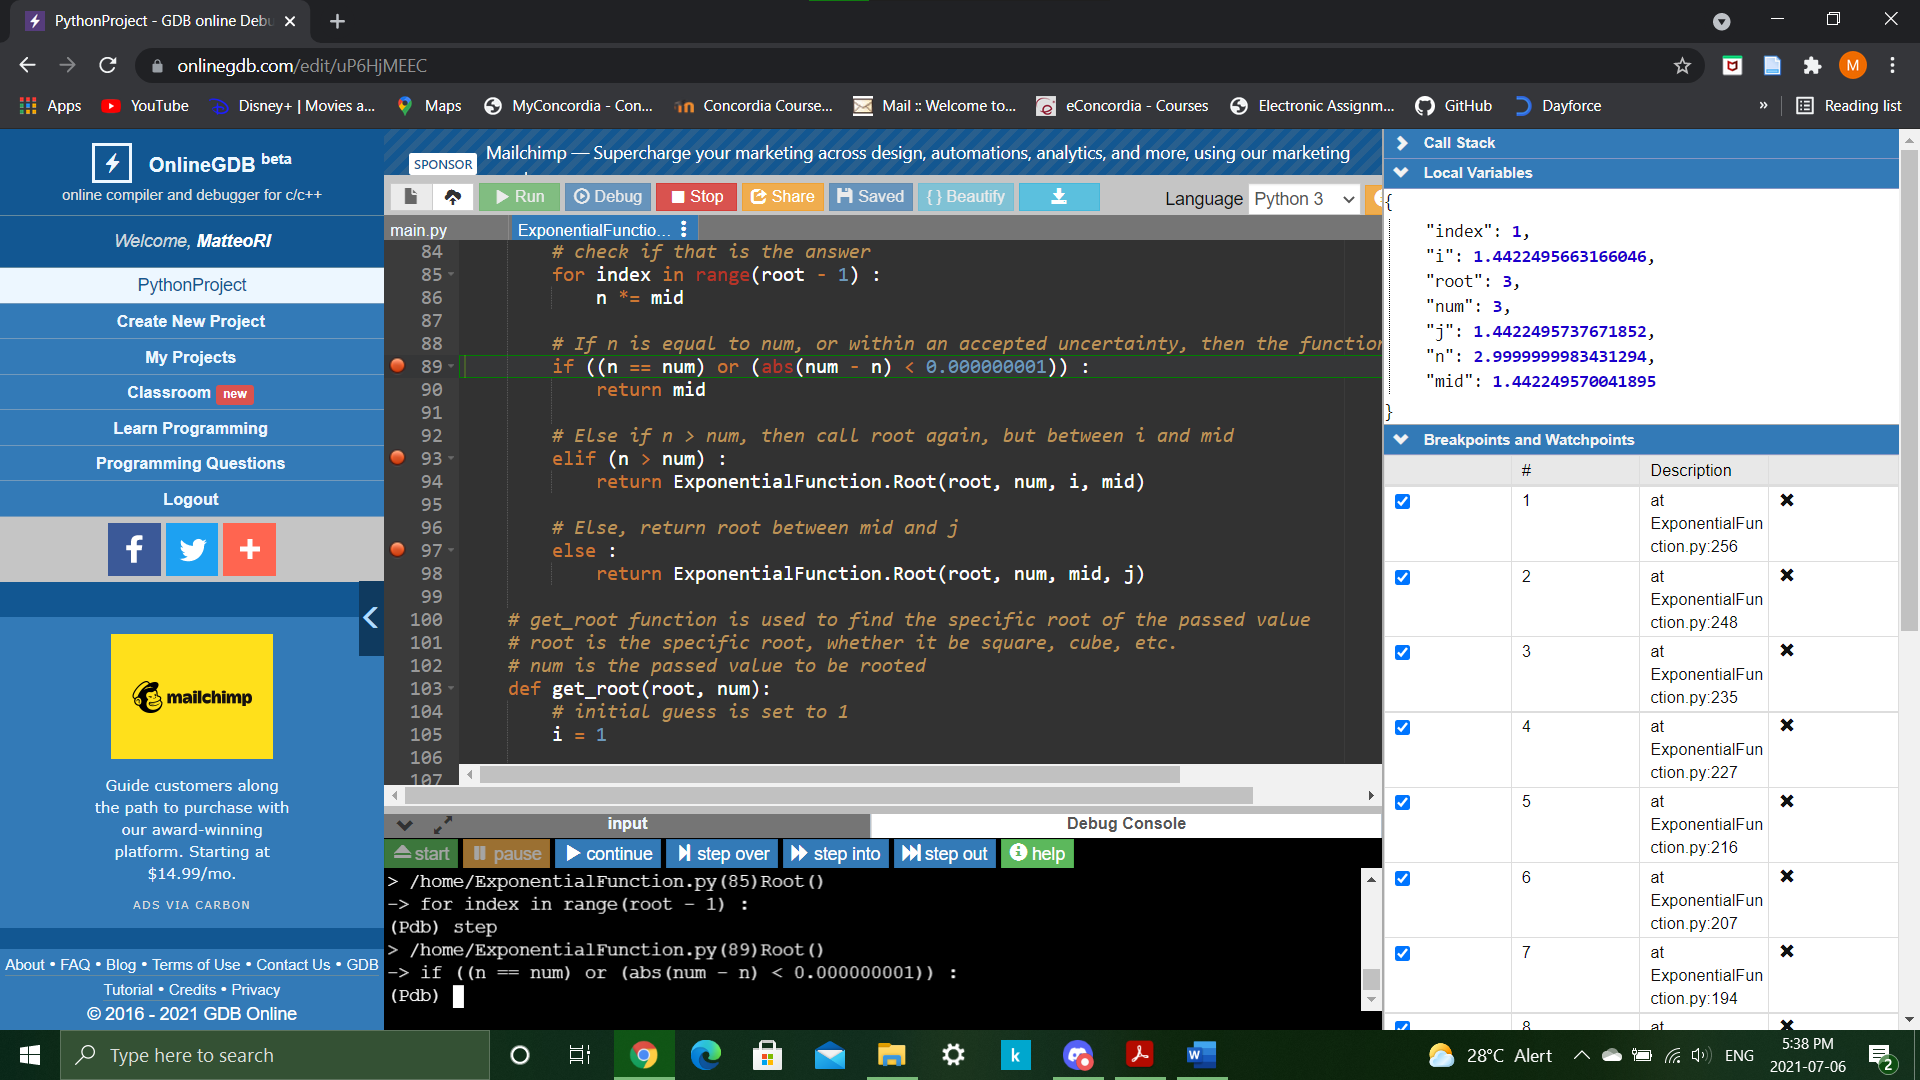 PythonProject - GDB online Debu
onlinegdb.com/edit/uP6HjMEEC
M
Apps
YouTube
Disney+ | Movies a...
Maps
MyConcordia - Con...
Concordia Course...
Mail :: Welcome to...
eConcordia - Courses
Electronic Assignm...
GitHub
Dayforce
»
Reading list
OnlineGDB beta
online compiler and debugger for c/c++
Welcome, MatteoRI
PythonProject
Create New Project
My Projects
Classroom new
Learn Programming
Programming Questions
Logout
mailchimp
Guide customers along
the path to purchase with
our award-winning
platform. Starting at
$14.99/mo.
ADS VIA CARBON
About • FAQ • Blog • Terms of Use • Contact Us • GDB
Tutorial • Credits • Privacy
© 2016 - 2021 GDB Online
SPONSOR
Mailchimp — Supercharge your marketing across design, automations, analytics, and more, using our marketing
Run
Debug
Stop
Share
Saved
{ } Beautify
Language
Python 3
main.py
ExponentialFunctio...
84 # check if that is the answer
85 for index in range(root - 1) :
86 n *= mid
87
88 # If n is equal to num, or within an accepted uncertainty, then the function
89 if ((n == num) or (abs(num - n) < 0.000000001)) :
90 return mid
91
92 # Else if n > num, then call root again, but between i and mid
93 elif (n > num) :
94 return ExponentialFunction.Root(root, num, i, mid)
95
96 # Else, return root between mid and j
97 else :
98 return ExponentialFunction.Root(root, num, mid, j)
99
100 # get_root function is used to find the specific root of the passed value
101 # root is the specific root, whether it be square, cube, etc.
102 # num is the passed value to be rooted
103 def get_root(root, num):
104 # initial guess is set to 1
105 i = 1
106
107
input
Debug Console
start
pause
continue
step over
step into
step out
help
> /home/ExponentialFunction.py(85)Root()
-> for index in range(root - 1) :
(Pdb) step
> /home/ExponentialFunction.py(89)Root()
-> if ((n == num) or (abs(num - n) < 0.000000001)) :
(Pdb)
Call Stack
Local Variables
{
"index": 1,
"i": 1.4422495663166046,
"root": 3,
"num": 3,
"j": 1.4422495737671852,
"n": 2.9999999983431294,
"mid": 1.442249570041895
}
Breakpoints and Watchpoints
# Description
1 at
ExponentialFun
ction.py:256
2 at
ExponentialFun
ction.py:248
3 at
ExponentialFun
ction.py:235
4 at
ExponentialFun
ction.py:227
5 at
ExponentialFun
ction.py:216
6 at
ExponentialFun
ction.py:207
7 at
ExponentialFun
ction.py:194
8 at
Type here to search
28°C Alert
ENG
5:38 PM
2021-07-06
2